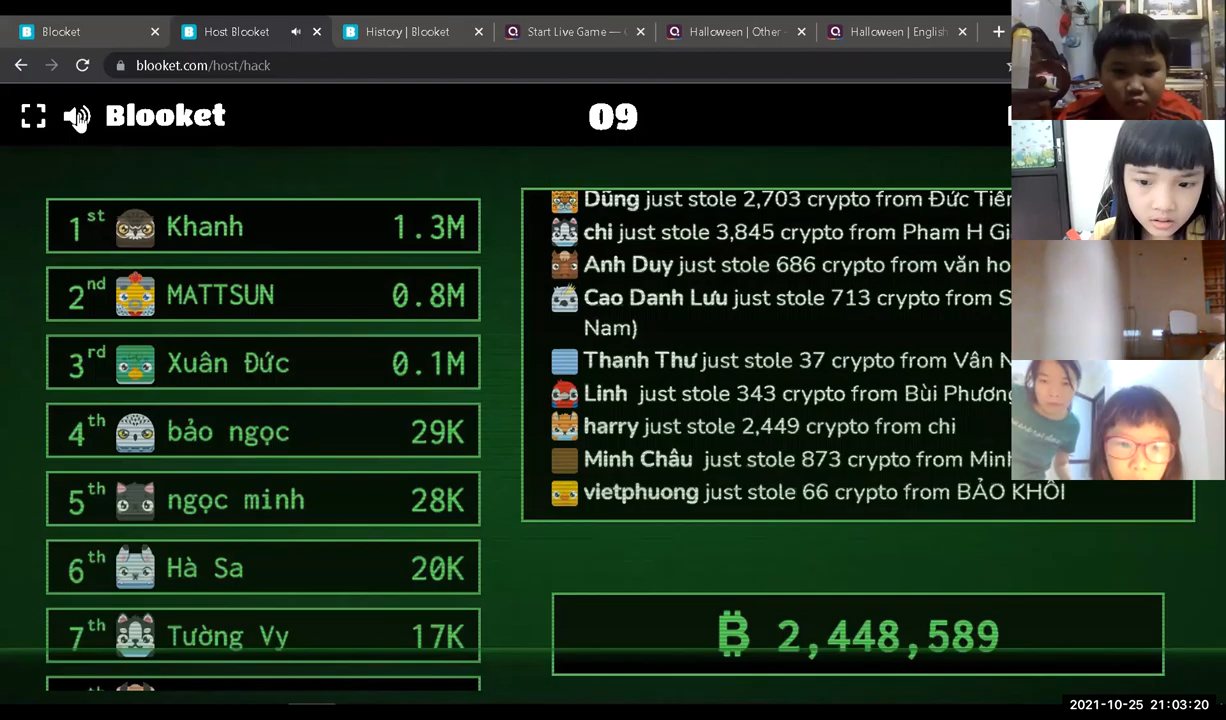 Blooket
Host Blooket
History | Blooket
Start Live Game —
Halloween | Other -
Halloween | English
blooket.com/host/hack
Blooket
09
1st Khanh 1.3M
2nd MATTSUN 0.8M
3rd Xuân Đức 0.1M
4th bảo ngọc 29K
5th ngọc minh 28K
6th Hà Sa 20K
7th Tường Vy 17K
Dũng just stole 2,703 crypto from Đức Tiến
chi just stole 3,845 crypto from Pham H Gi
Anh Duy just stole 686 crypto from văn ho
Cao Danh Lưu just stole 713 crypto from S
Nam)
Thanh Thư just stole 37 crypto from Vân N
Linh just stole 343 crypto from Bùi Phương
harry just stole 2,449 crypto from chi
Minh Châu just stole 873 crypto from Minh
vietphuong just stole 66 crypto from BẢO KHÔI
₿ 2,448,589
2021-10-25 21:03:20